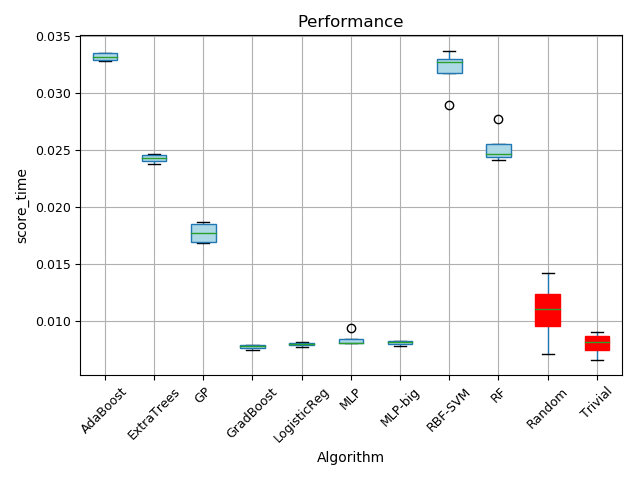 Performance
score_time
0.035
0.030
0.025
0.020
0.015
0.010
AdaBoost
ExtraTrees
GP
GradBoost
LogisticReg
MLP
MLP-big
RBF-SVM
RF
Random
Trivial
Algorithm